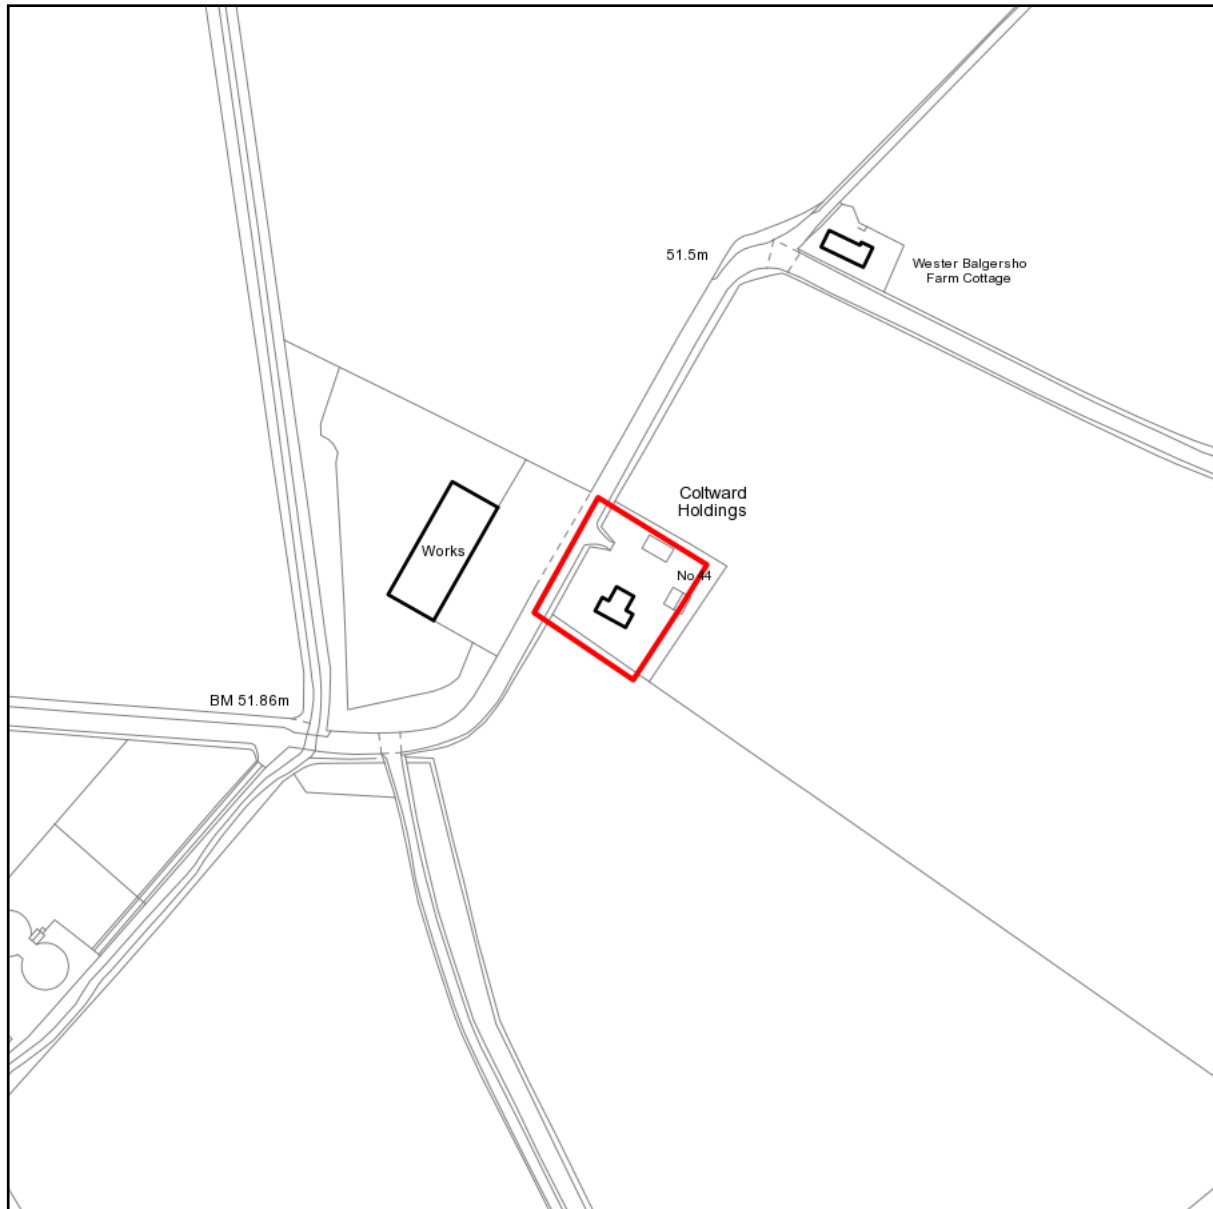 51.5m
Wester Balgersho
Farm Cottage
Coltward
Holdings
Works
No 44
BM 51.86m